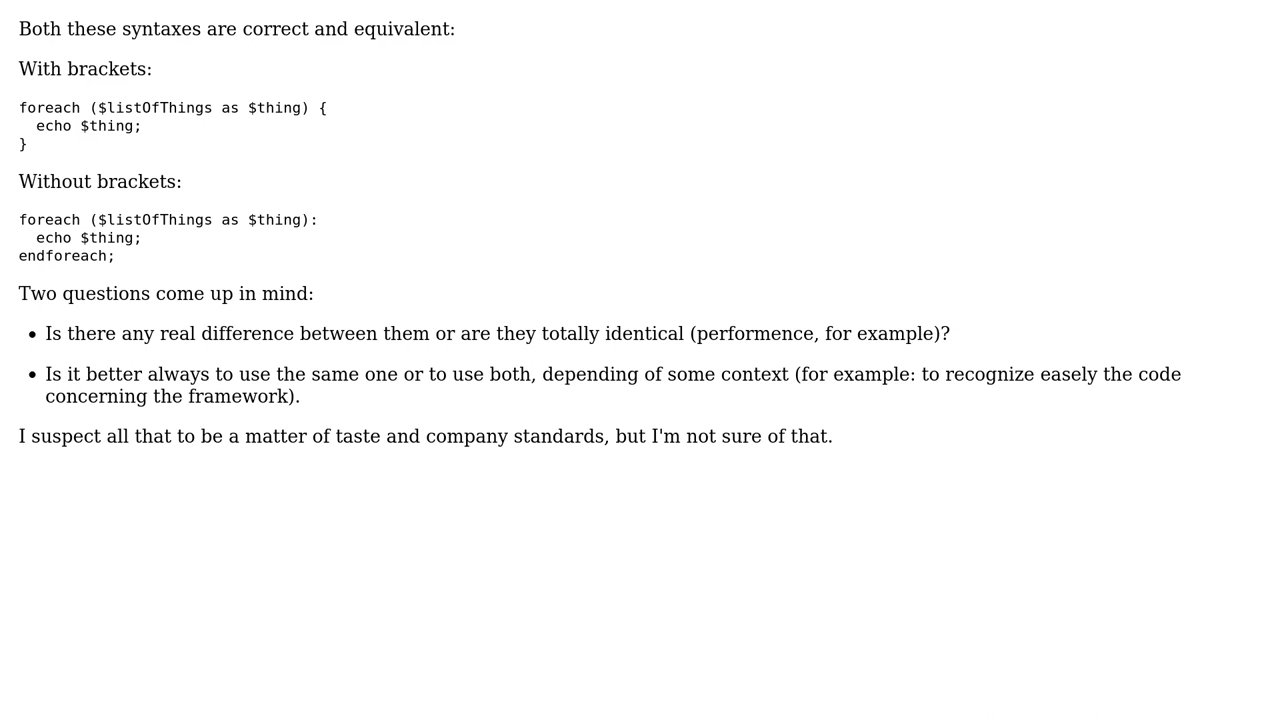 Both these syntaxes are correct and equivalent:
With brackets:
foreach ($listOfThings as $thing) {
  echo $thing;
}
Without brackets:
foreach ($listOfThings as $thing):
  echo $thing;
endforeach;
Two questions come up in mind:
• Is there any real difference between them or are they totally identical (performence, for example)?
• Is it better always to use the same one or to use both, depending of some context (for example: to recognize easely the code
concerning the framework).
I suspect all that to be a matter of taste and company standards, but I'm not sure of that.